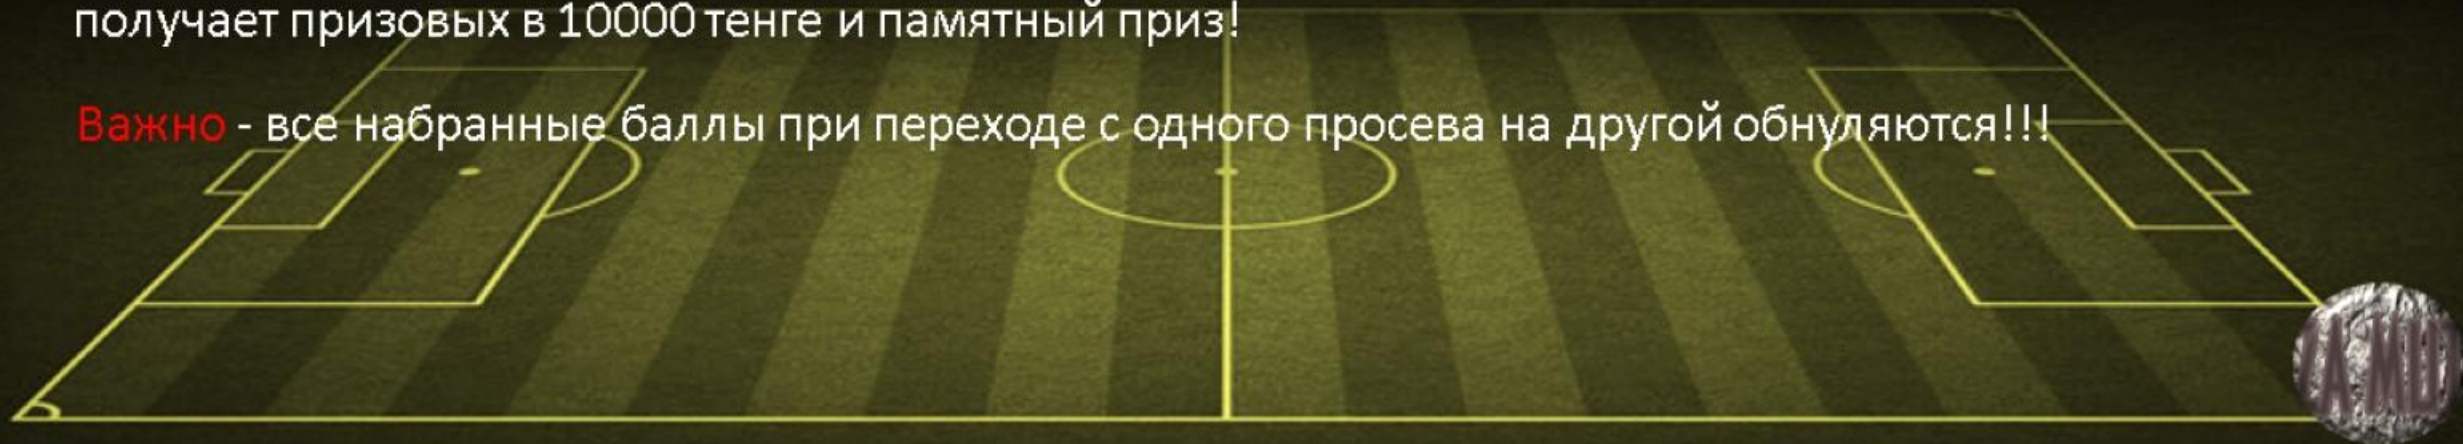 получает призовых в 10000 тенге и памятный приз!
Важно - все набранные баллы при переходе с одного просева на другой обнуляются!!!